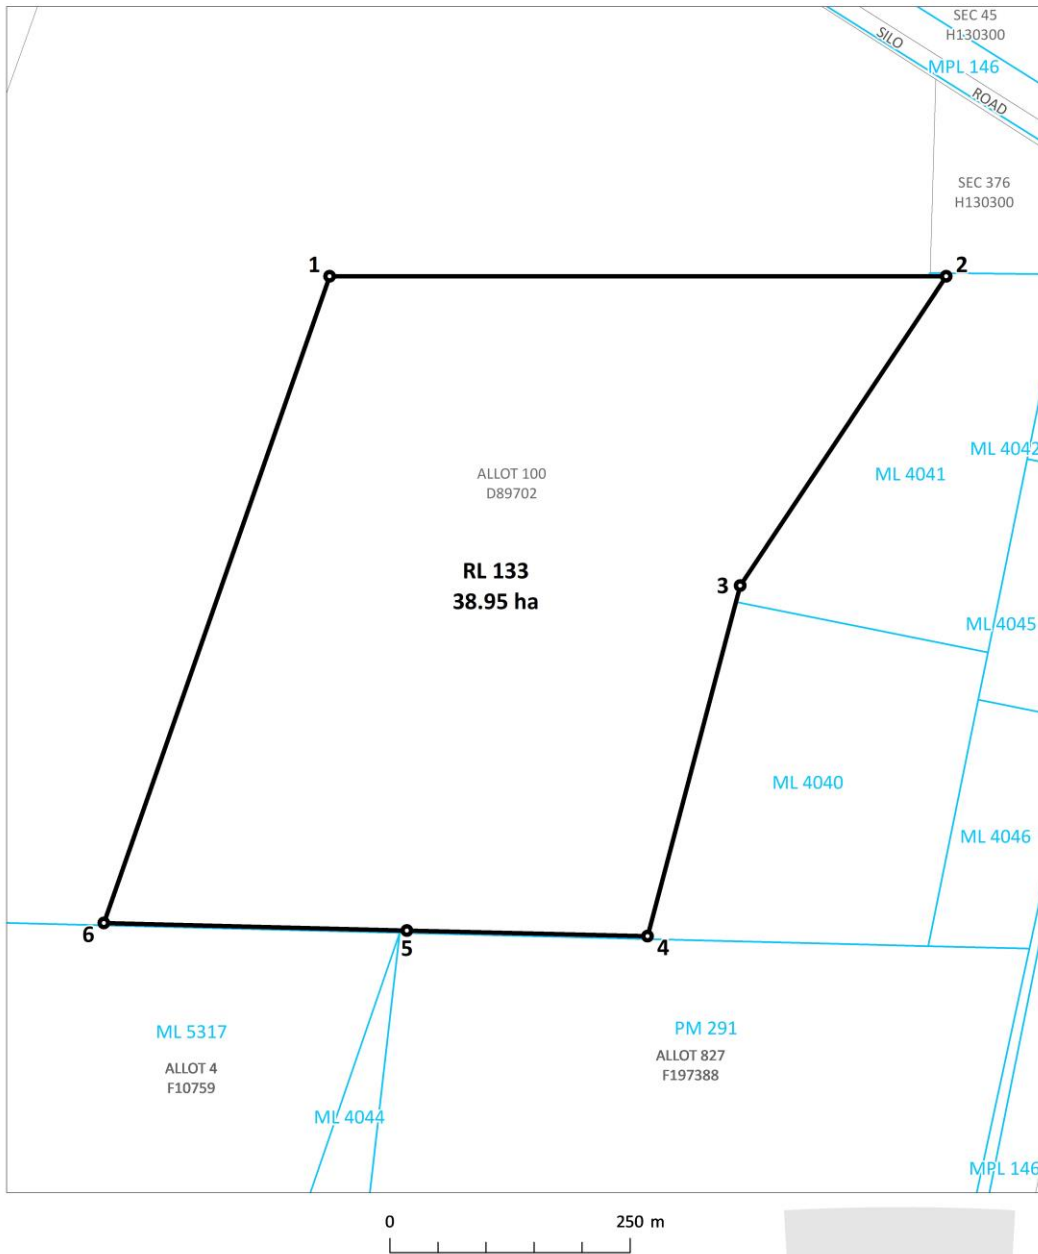 SEC 45
H130300
SILO
MPL 146
ROAD
SEC 376
H130300
1
2
ML 4042
ML 4041
ALLOT 100
D89702
RL 133
38.95 ha
3
ML 4045
ML 4040
ML 4046
6
5
4
ML 5317
PM 291
ALLOT 4
F10759
ALLOT 827
F197388
ML 4044
MPL 146
0
250 m